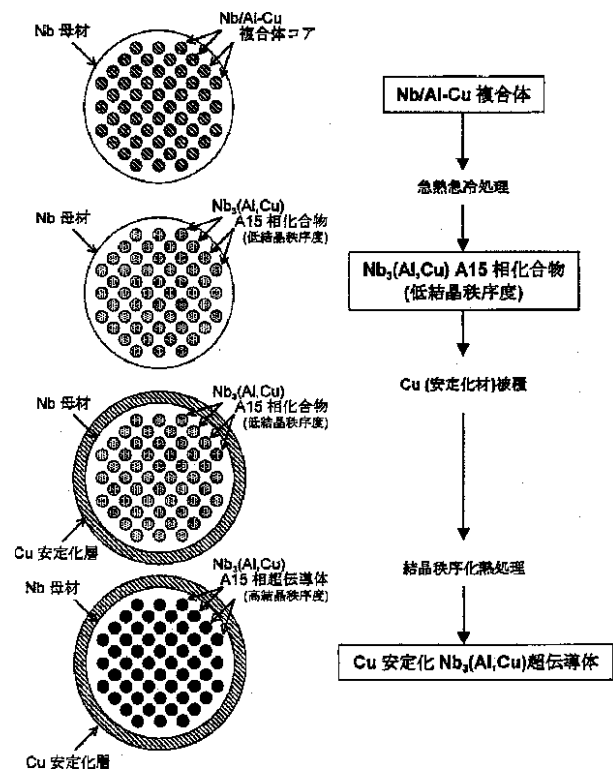 Nb 母材
Nb/Al-Cu
複合体コア
Nb 母材
Nb₃(Al,Cu)
A15 相化合物
(低結晶秩序度)
Nb 母材
Nb₃(Al,Cu)
A15 相化合物
(低結晶秩序度)
Cu 安定化層
Nb 母材
Nb₃(Al,Cu)
A15 相超伝導体
(高結晶秩序度)
Cu 安定化層
Nb/Al-Cu 複合体
急熱急冷処理
Nb₃(Al,Cu) A15 相化合物
(低結晶秩序度)
Cu (安定化材)被覆
結晶秩序化熱処理
Cu 安定化 Nb₃(Al,Cu)超伝導体